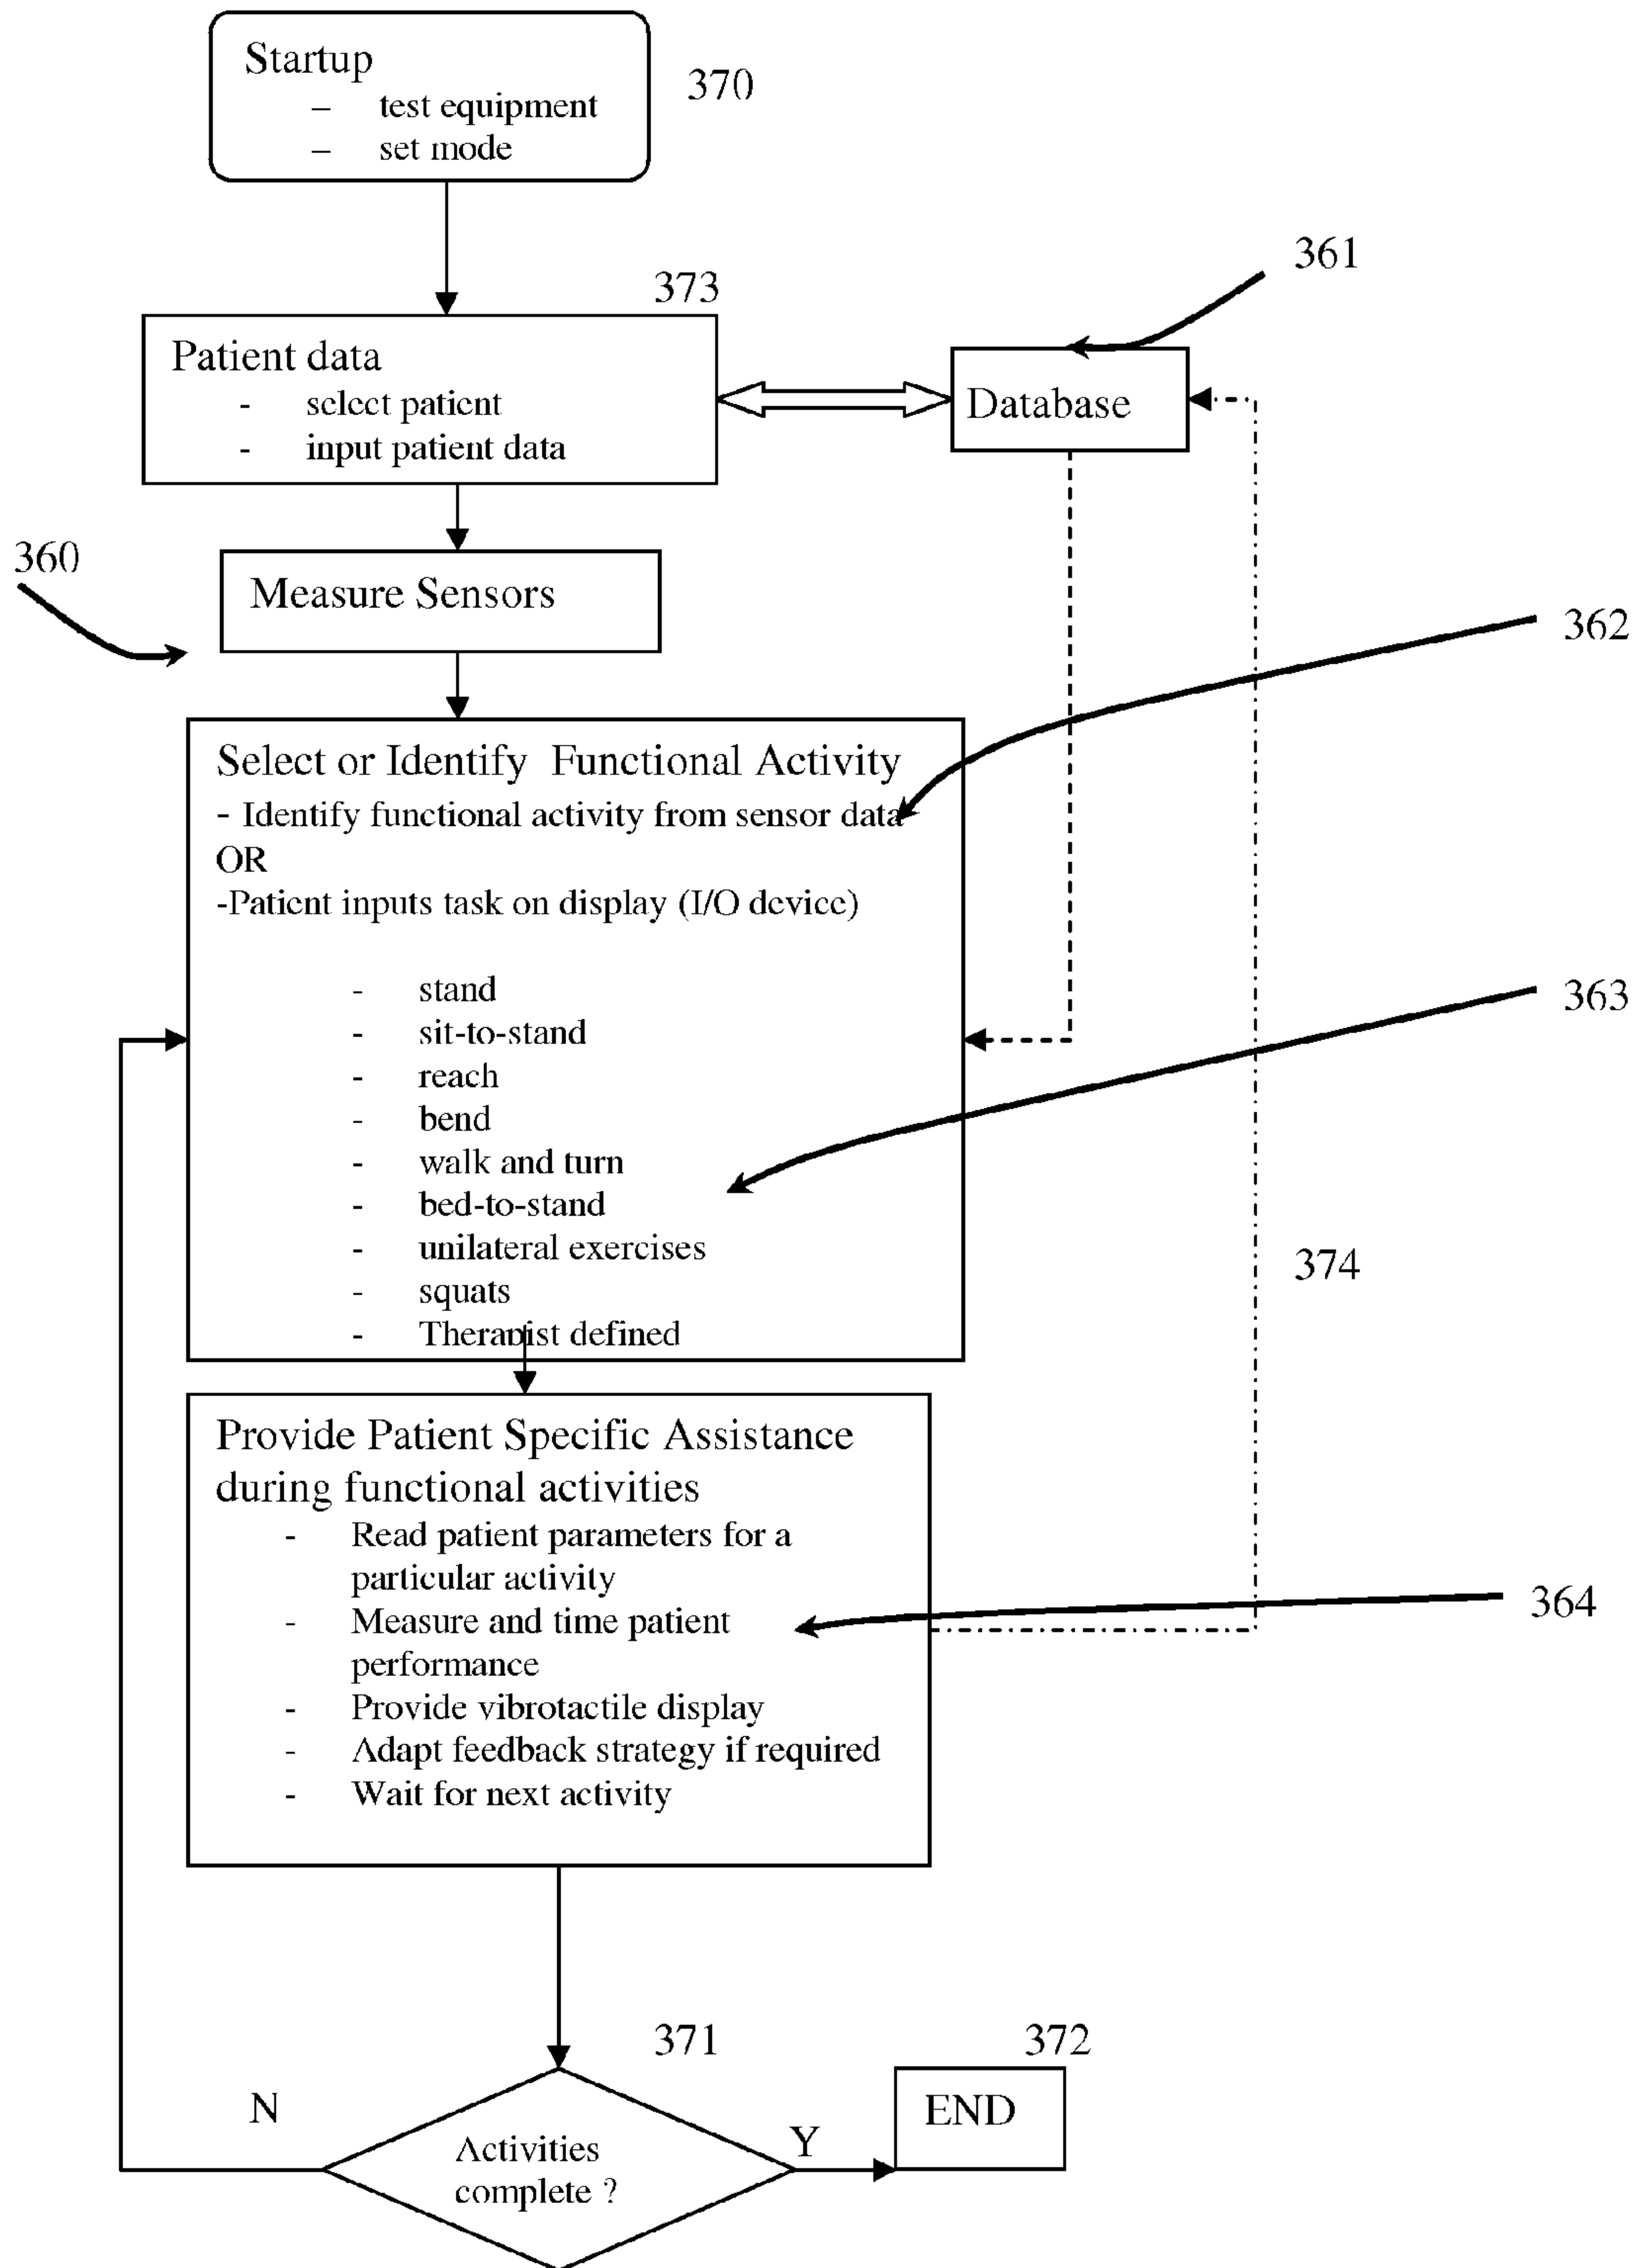 Startup
– test equipment
– set mode
370
361
373
Patient data
- select patient
- input patient data
Database
360
Measure Sensors
362
Select or Identify Functional Activity
- Identify functional activity from sensor data
OR
-Patient inputs task on display (I/O device)
363
- stand
- sit-to-stand
- reach
- bend
- walk and turn
- bed-to-stand
- unilateral exercises
- squats
- Therapist defined
374
Provide Patient Specific Assistance
during functional activities
- Read patient parameters for a
particular activity
- Measure and time patient
performance
- Provide vibrotactile display
- Adapt feedback strategy if required
- Wait for next activity
364
371
372
N
Activities
complete ?
Y
END